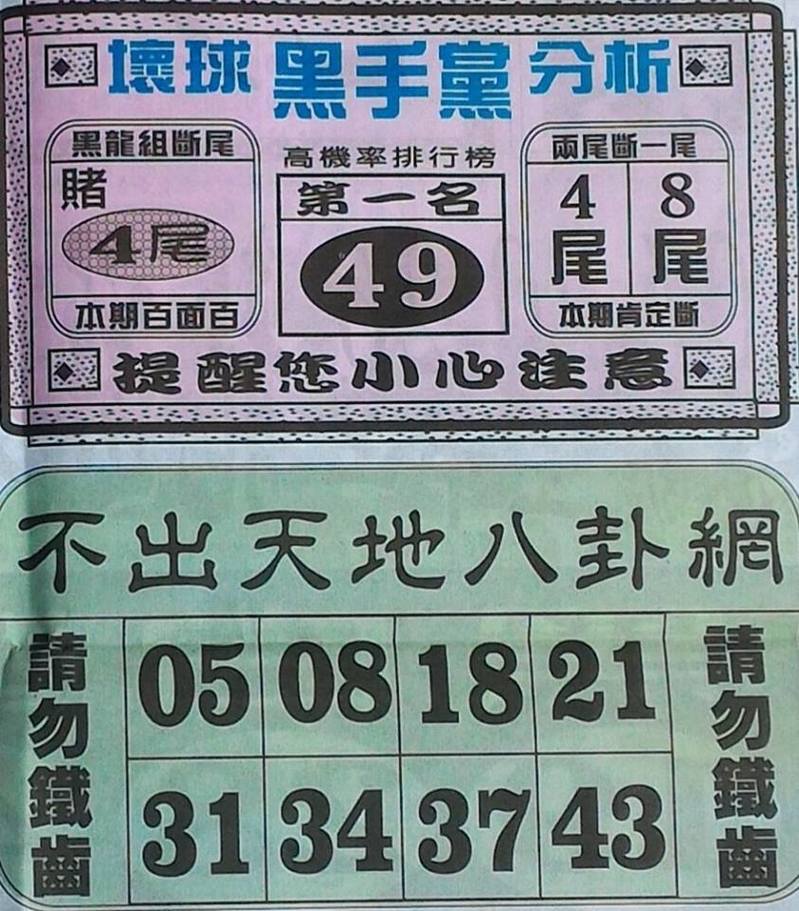 壞球 黑手黨 分析
黑龍組斷尾
賭
4尾
本期百面百
高機率排行榜
第一名
49
兩尾斷一尾
4 8
尾 尾
本期肯定斷
提醒您小心注意
不出天地八卦網
請勿鐵齒
05 08 18 21
31 34 37 43
請勿鐵齒